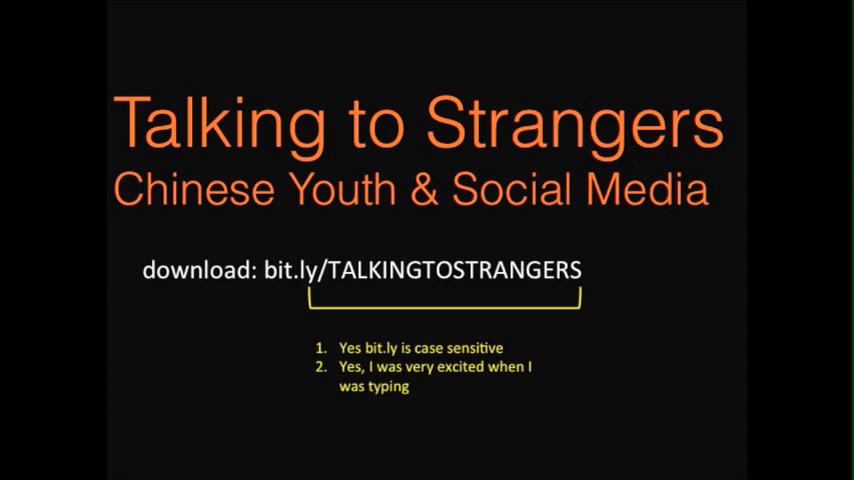 Talking to Strangers
Chinese Youth & Social Media
download: bit.ly/TALKINGTOSTRANGERS
1. Yes bit.ly is case sensitive
2. Yes, I was very excited when I
was typing